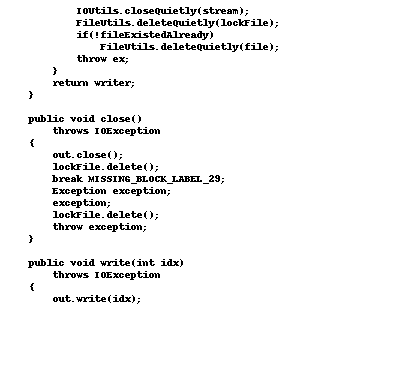 IOUtils.closeQuietly(stream);
FileUtils.deleteQuietly(lockFile);
if(!fileExistedAlready)
FileUtils.deleteQuietly(file);
throw ex;
}
return writer;
}
public void close()
throws IOException
{
out.close();
lockFile.delete();
break MISSING_BLOCK_LABEL_29;
Exception exception;
exception;
lockFile.delete();
throw exception;
}
public void write(int idx)
throws IOException
{
out.write(idx);